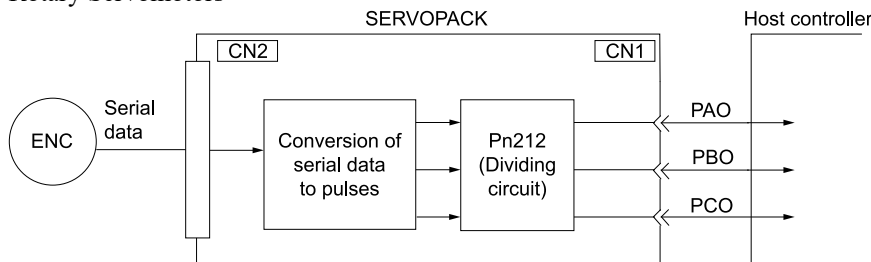 SERVOPACK
Host controller
CN2
CN1
Serial
data
ENC
Conversion of
serial data
to pulses
Pn212
(Dividing
circuit)
PAO
PBO
PCO